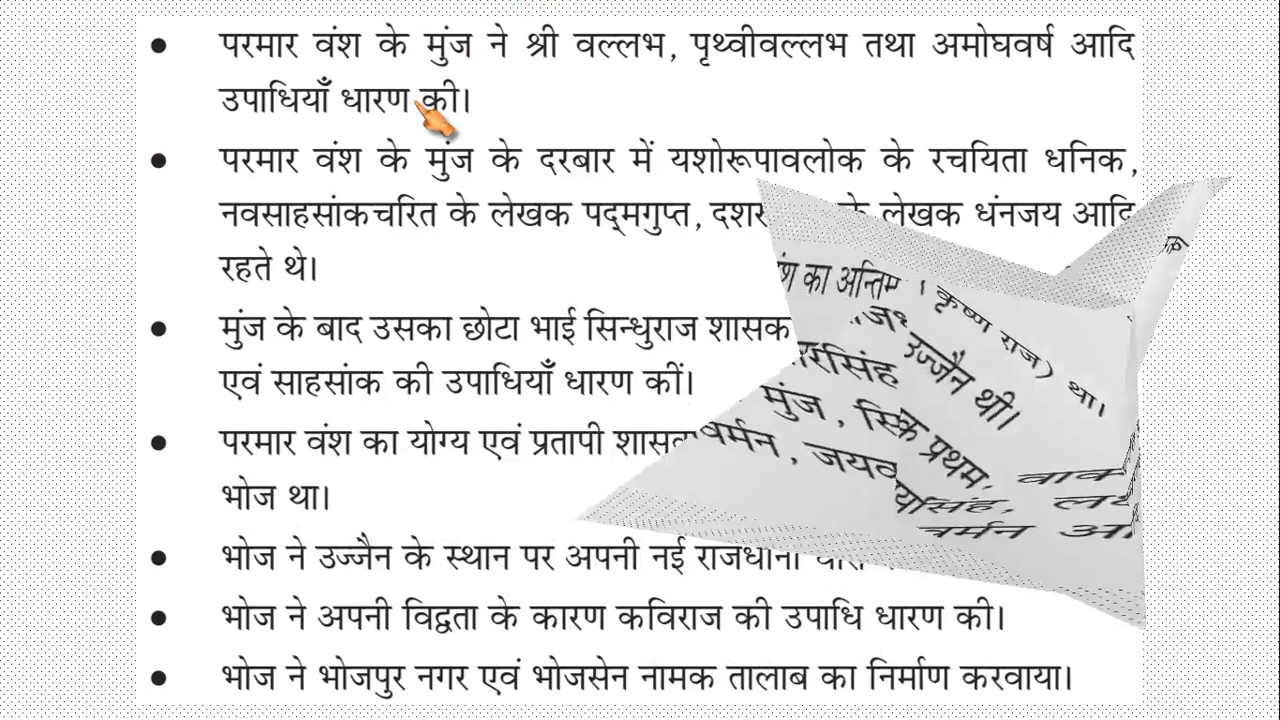 परमार वंश के मुंज ने श्री वल्लभ, पृथ्वीवल्लभ तथा अमोघवर्ष आदि
उपाधियाँ धारण की।
परमार वंश के मुंज के दरबार में यशोरूपावलोक के रचयिता धनिक,
नवसाहसांकचरित के लेखक पद्मगुप्त, के लेखक धंनजय आदि
रहते थे।
मुंज के बाद उसका छोटा भाई सिन्धुराज शासक
एवं साहसांक की उपाधियाँ धारण कीं।
परमार वंश का योग्य एवं प्रतापी
भोज था।
भोज ने उज्जैन के स्थान पर अपनी नई राजधानी
भोज ने अपनी विद्वता के कारण कविराज की उपाधि धारण की।
भोज ने भोजपुर नगर एवं भोजसेन नामक तालाब का निर्माण करवाया।
का अन्तिम
कृष्ण राज) था।
उज्जैन थी।
मुंज,
प्रथम,